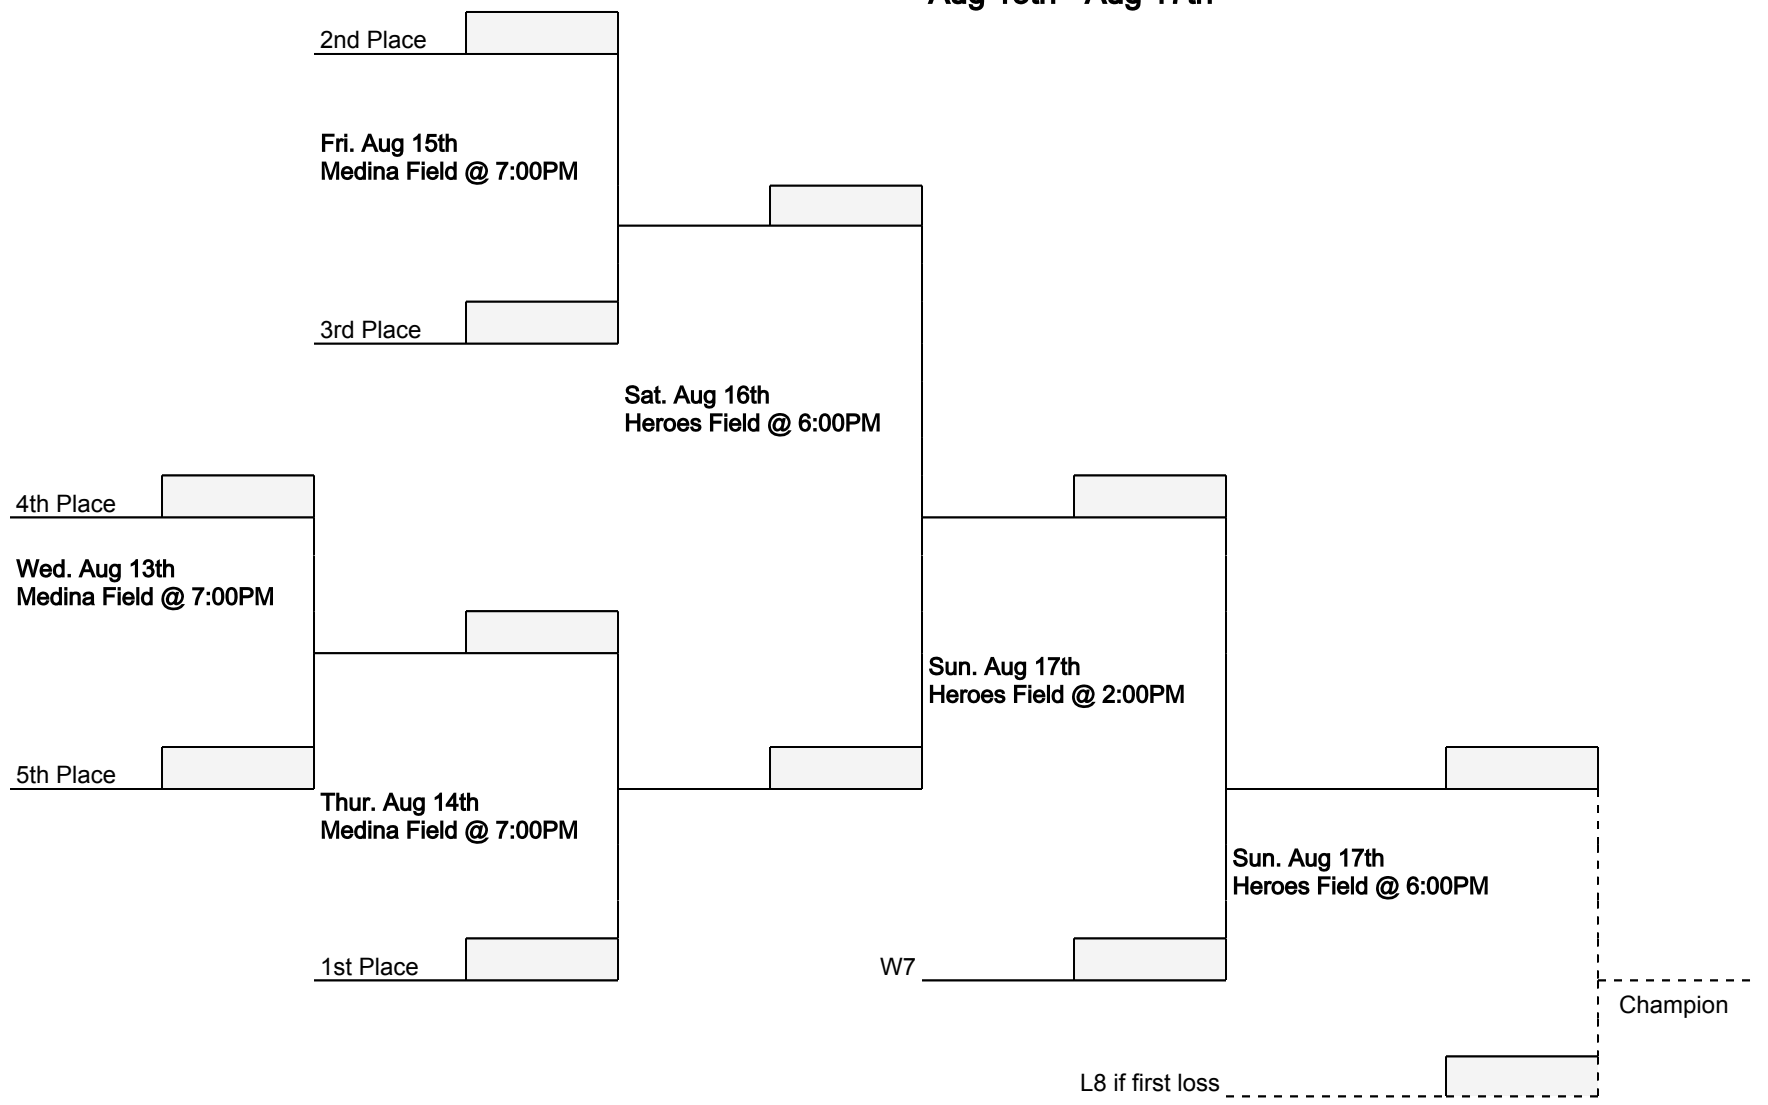 2nd Place
Fri. Aug 15th
Medina Field @ 7:00PM
3rd Place
Sat. Aug 16th
Heroes Field @ 6:00PM
4th Place
Wed. Aug 13th
Medina Field @ 7:00PM
Sun. Aug 17th
Heroes Field @ 2:00PM
5th Place
Thur. Aug 14th
Medina Field @ 7:00PM
Sun. Aug 17th
Heroes Field @ 6:00PM
1st Place
W7
Champion
L8 if first loss